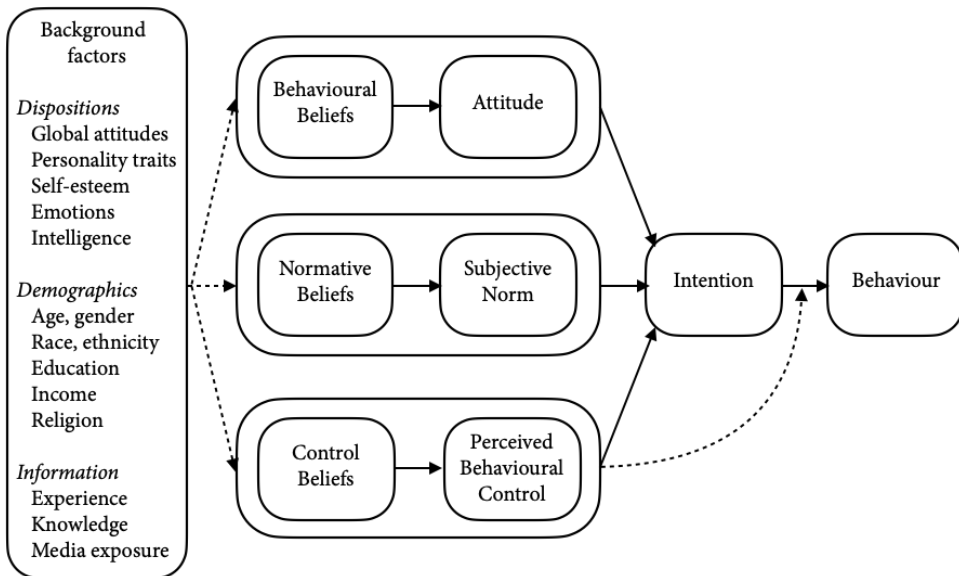 Background
factors
Dispositions
Global attitudes
Personality traits
Self-esteem
Emotions
Intelligence
Demographics
Age, gender
Race, ethnicity
Education
Income
Religion
Information
Experience
Knowledge
Media exposure
Behavioural
Beliefs
Attitude
Normative
Beliefs
Subjective
Norm
Control
Beliefs
Perceived
Behavioural
Control
Intention
Behaviour